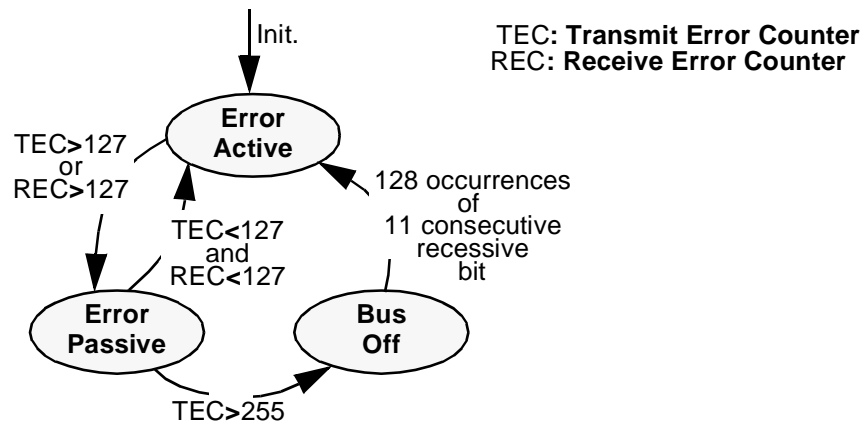 Init.
TEC: Transmit Error Counter
REC: Receive Error Counter
Error
Active
TEC>127
or
REC>127
128 occurrences
of
11 consecutive
recessive
bit
TEC<127
and
REC<127
Error
Passive
Bus
Off
TEC>255